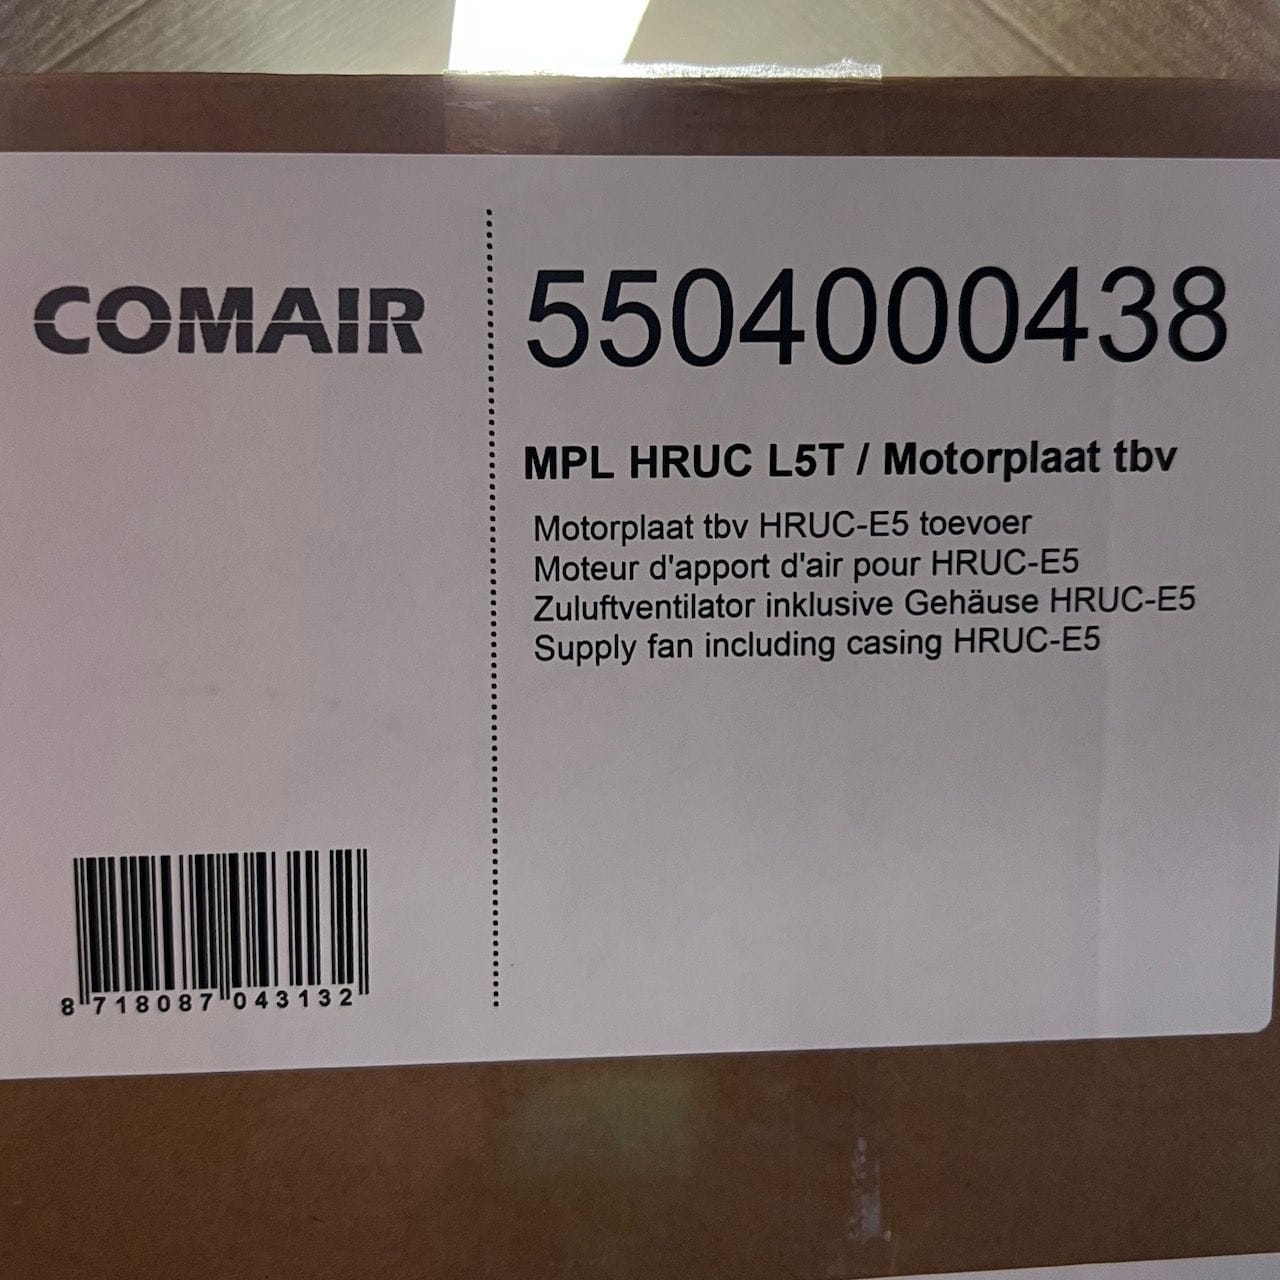 COMAIR
5504000438
MPL HRUC L5T / Motorplaat tbv
Motorplaat tbv HRUC-E5 toevoer
Moteur d'apport d'air pour HRUC-E5
Zuluftventilator inklusive Gehäuse HRUC-E5
Supply fan including casing HRUC-E5
8 718087 043132